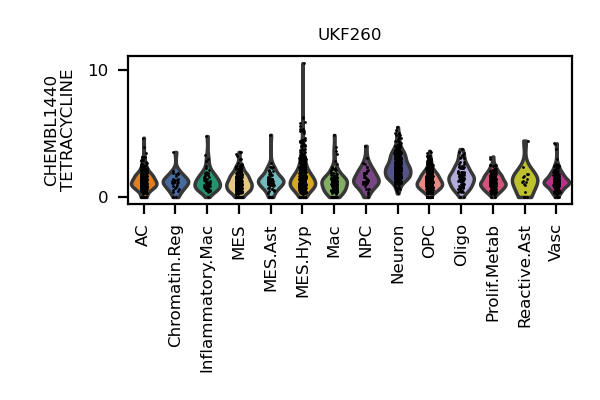 UKF260
CHEMBL1440
TETRACYCLINE
10
0
AC
Chromatin.Reg
Inflammatory.Mac
MES
MES.Ast
MES.Hyp
Mac
NPC
Neuron
OPC
Oligo
Prolif.Metab
Reactive.Ast
Vasc